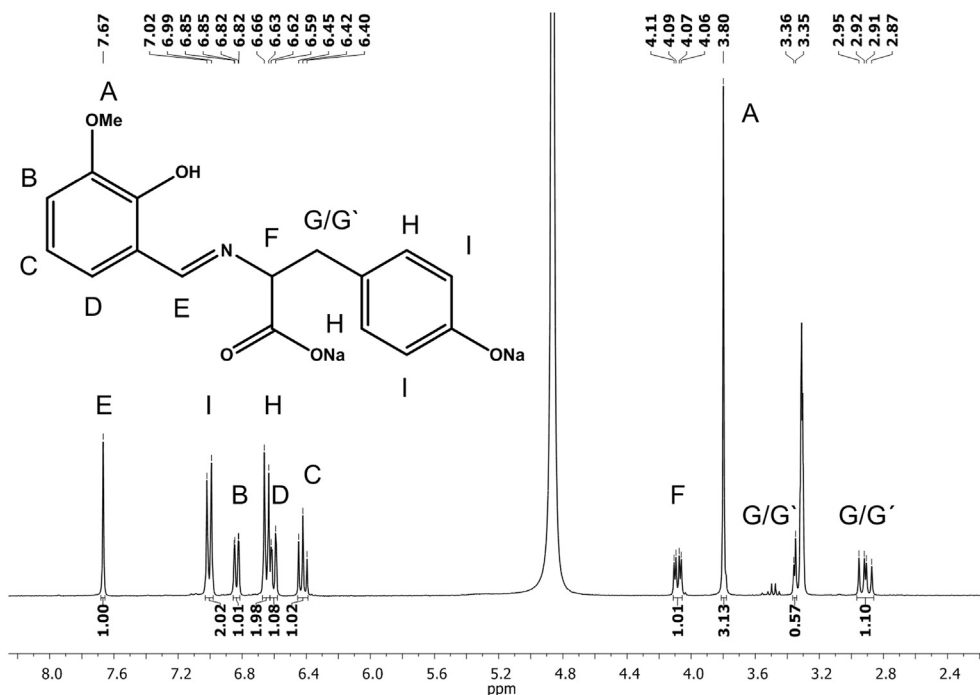 7.67 7.02 6.99 6.85 6.85 6.82 6.82 6.66 6.63 6.62 6.59 6.45 6.42 6.40 4.11 4.09 4.07 4.06 3.80 3.36 3.35 2.95 2.92 2.91 2.87
A
A
OMe
B
OH
G/G`
H
F
I
N
C
D
E
H
O
ONa
ONa
I
E
I
H
C
B
D
F
G/G`
G/G´
1.00 2.02 1.01 1.98 1.08 1.02 1.01 3.13 0.57 1.10
8.0 7.6 7.2 6.8 6.4 6.0 5.6 5.2 4.8 4.4 4.0 3.6 3.2 2.8 2.4
ppm